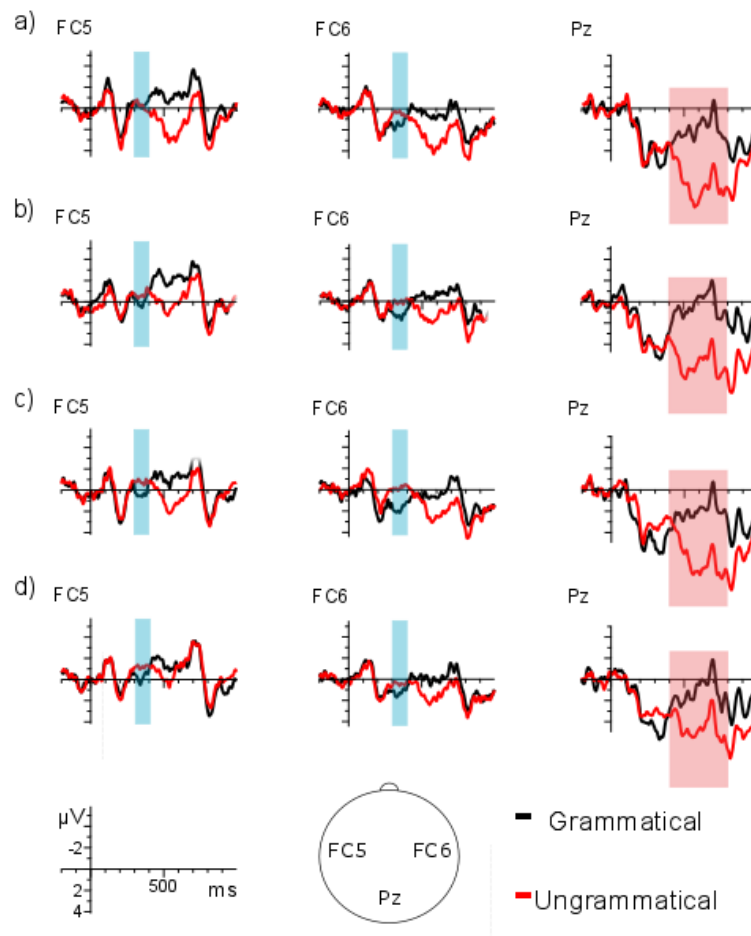 a)
FC5 FC6 Pz
b)
FC5 FC6 Pz
c)
FC5 FC6 Pz
d)
FC5 FC6 Pz
µV
-2
2
4
500 ms
FC5 FC6
Pz
Grammatical
Ungrammatical